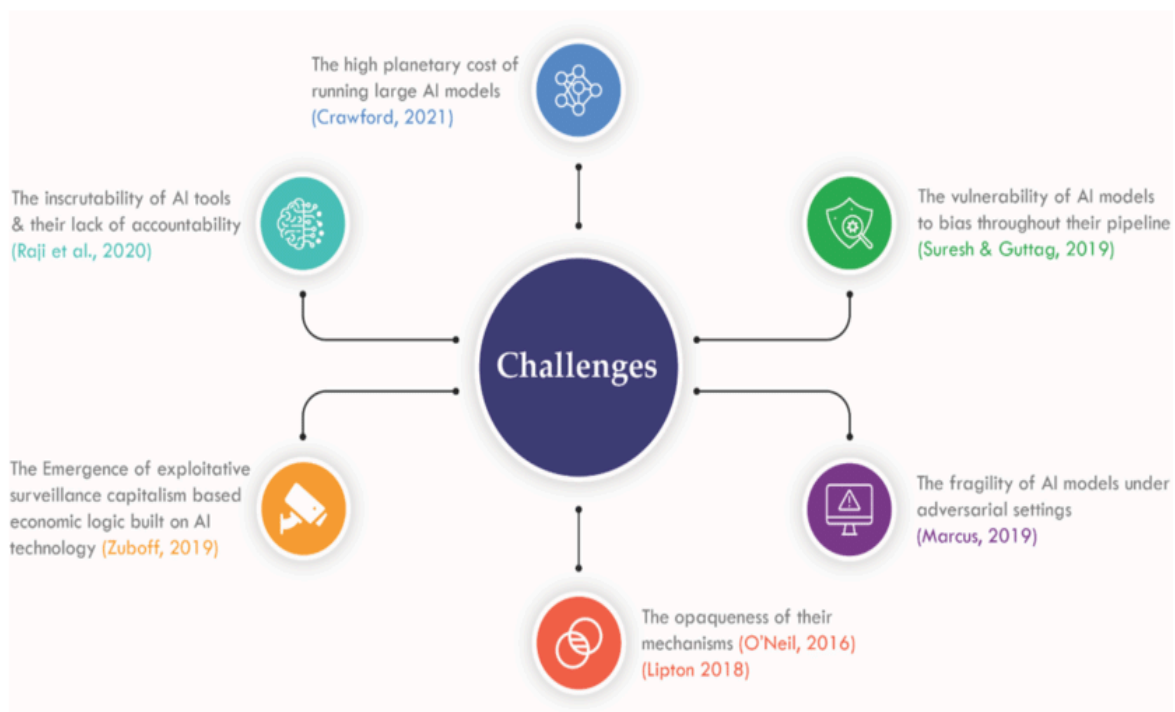 The high planetary cost of
running large AI models
(Crawford, 2021)
The inscrutability of AI tools
& their lack of accountability
(Raji et al., 2020)
The vulnerability of AI models
to bias throughout their pipeline
(Suresh & Guttag, 2019)
Challenges
The Emergence of exploitative
surveillance capitalism based
economic logic built on AI
technology (Zuboff, 2019)
The fragility of AI models under
adversarial settings
(Marcus, 2019)
The opaqueness of their
mechanisms (O'Neil, 2016)
(Lipton 2018)